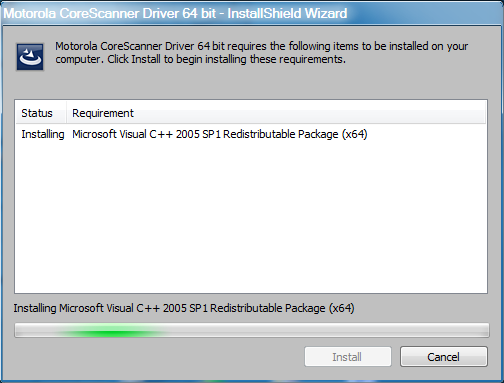 Motorola CoreScanner Driver 64 bit - InstallShield Wizard
Motorola CoreScanner Driver 64 bit requires the following items to be installed on your
computer. Click Install to begin installing these requirements.
Status Requirement
Installing Microsoft Visual C++ 2005 SP1 Redistributable Package (x64)
Installing Microsoft Visual C++ 2005 SP1 Redistributable Package (x64)
Install Cancel